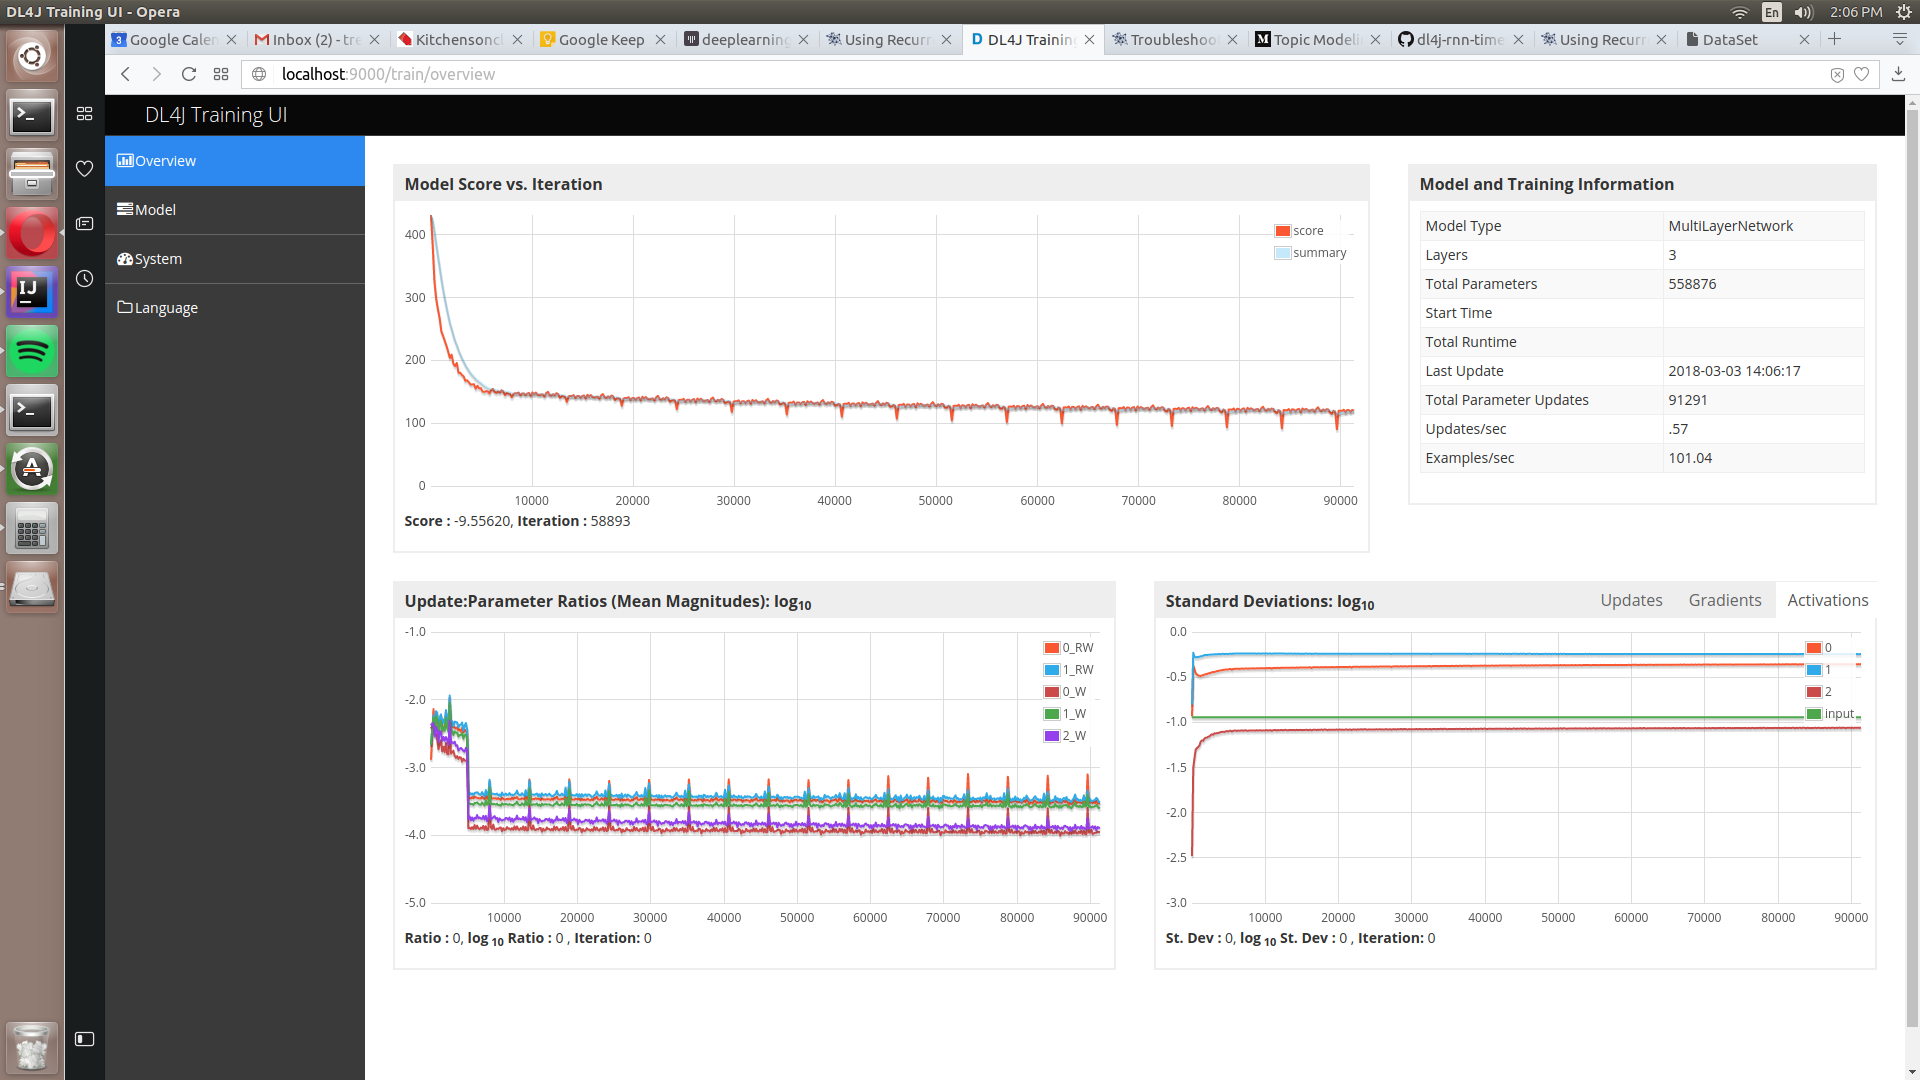 DL4J Training UI - Opera
En
2:06 PM
3
Google Caler
Inbox (2) - tre
Kitchensoncl
Google Keep
deeplearning
Using Recurr
D
DL4J Training
Troubleshoot
M
Topic Modeli
dl4j-rnn-time
Using Recurr
DataSet
localhost:9000/train/overview
DL4J Training UI
Overview
Model
System
Language
IJ
A
Model Score vs. Iteration
score
summary
400
300
200
100
0
10000 20000 30000 40000 50000 60000 70000 80000 90000
Score : -9.55620, Iteration : 58893
Model and Training Information
Model Type MultiLayerNetwork
Layers 3
Total Parameters 558876
Start Time
Total Runtime
Last Update 2018-03-03 14:06:17
Total Parameter Updates 91291
Updates/sec .57
Examples/sec 101.04
Update:Parameter Ratios (Mean Magnitudes): log10
-1.0
-2.0
-3.0
-4.0
-5.0
0_RW
1_RW
0_W
1_W
2_W
10000 20000 30000 40000 50000 60000 70000 80000 90000
Ratio : 0, log 10 Ratio : 0 , Iteration: 0
Standard Deviations: log10
Updates Gradients Activations
0.0
-0.5
-1.0
-1.5
-2.0
-2.5
-3.0
0
1
2
input
10000 20000 30000 40000 50000 60000 70000 80000 90000
St. Dev : 0, log 10 St. Dev : 0 , Iteration: 0